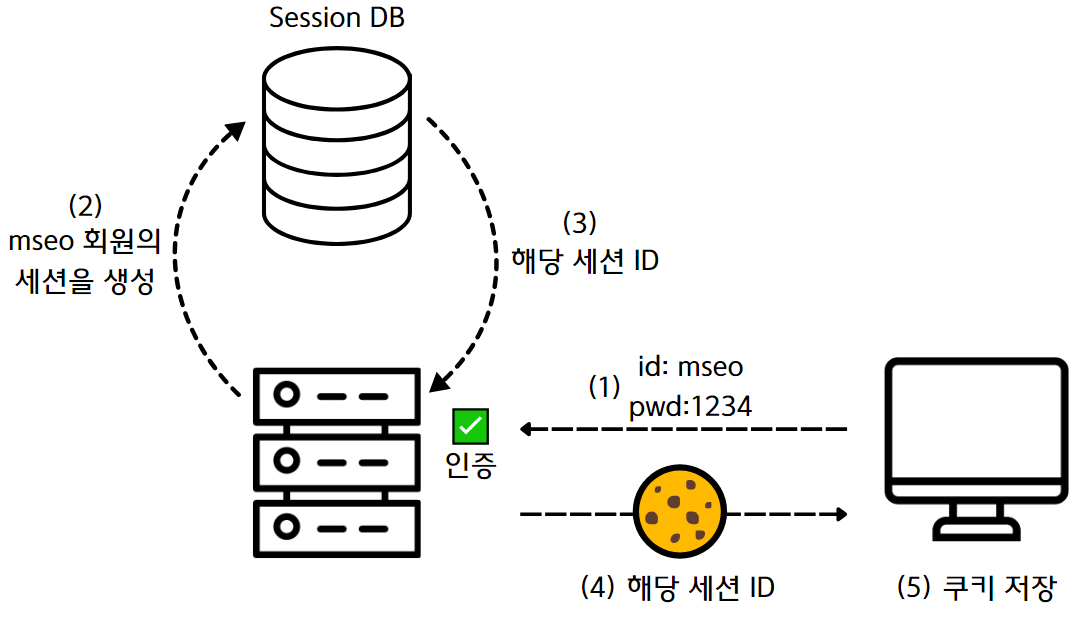 Session DB
(2)
mseo 회원의
세션을 생성
(3)
해당 세션 ID
(1)
id: mseo
pwd:1234
인증
(4) 해당 세션 ID
(5) 쿠키 저장